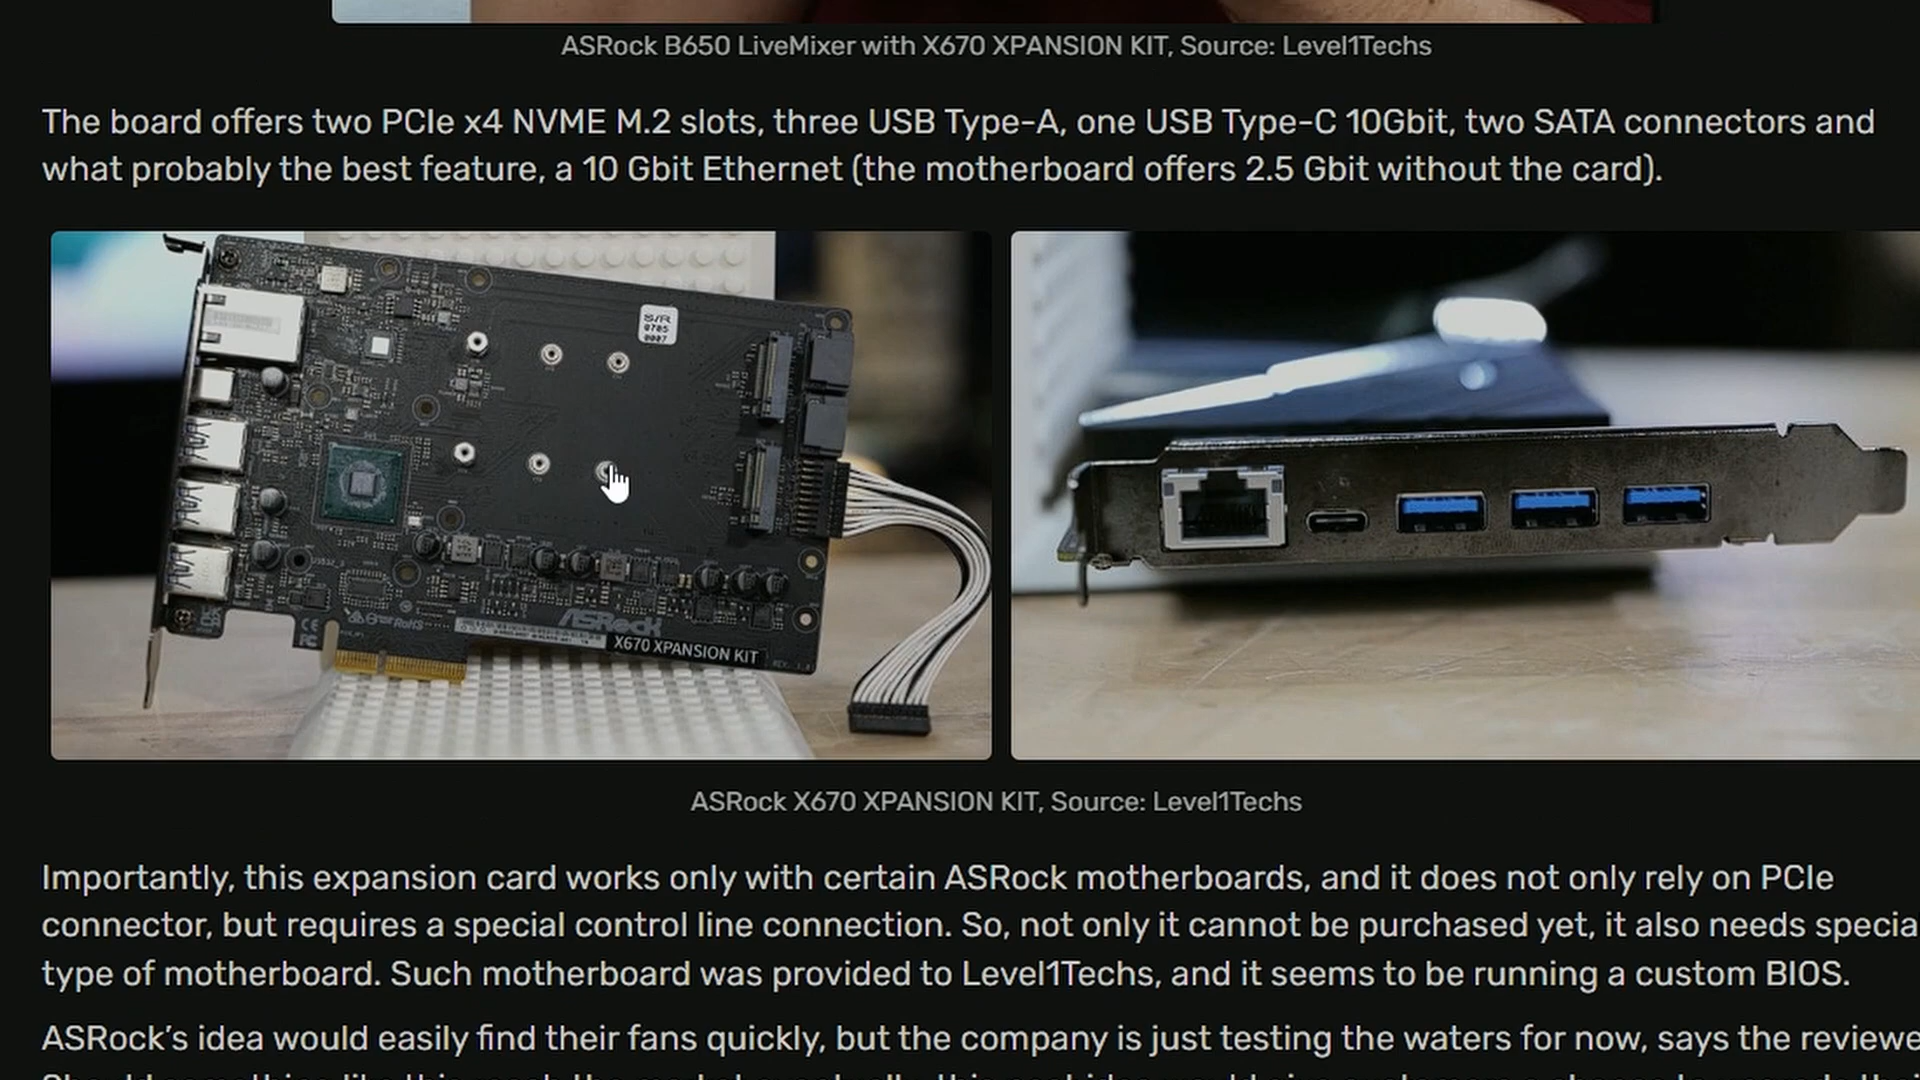 ASRock B650 LiveMixer with X670 XPANSION KIT, Source: Level1Techs
The board offers two PCIe x4 NVME M.2 slots, three USB Type-A, one USB Type-C 10Gbit, two SATA connectors and
what probably the best feature, a 10 Gbit Ethernet (the motherboard offers 2.5 Gbit without the card).
S/R
0705
0007
RoHS
ASRock
X670 XPANSION KIT
ASRock X670 XPANSION KIT, Source: Level1Techs
Importantly, this expansion card works only with certain ASRock motherboards, and it does not only rely on PCIe
connector, but requires a special control line connection. So, not only it cannot be purchased yet, it also needs specia
type of motherboard. Such motherboard was provided to Level1Techs, and it seems to be running a custom BIOS.
ASRock's idea would easily find their fans quickly, but the company is just testing the waters for now, says the reviewe